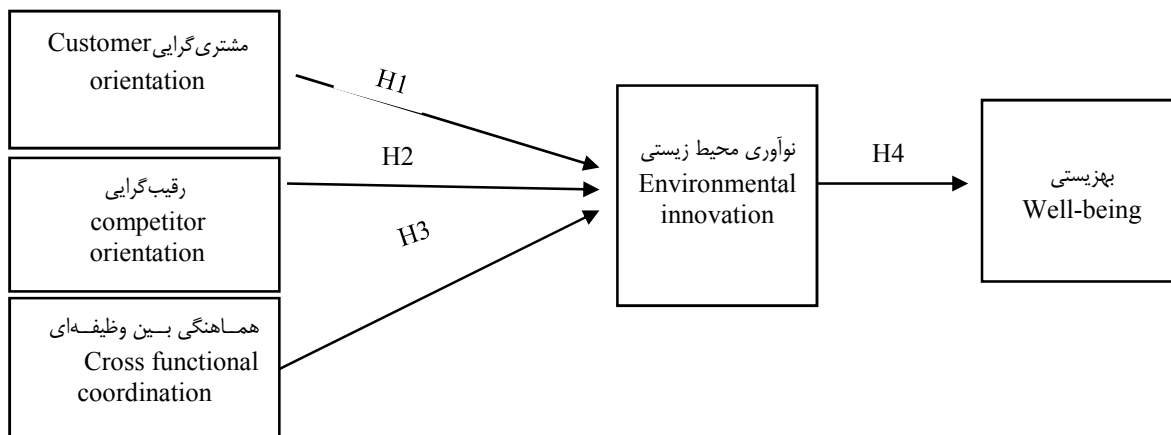 مشتری‌گرایی Customer
orientation
H1
رقیب‌گرایی
competitor
orientation
H2
هماهنگی بین وظیفه‌ای
Cross functional
coordination
H3
نوآوری محیط زیستی
Environmental
innovation
H4
بهزیستی
Well-being